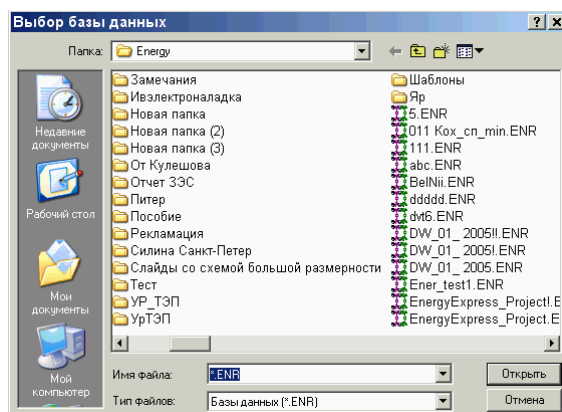 Выбор базы данных
Папка: Energy
Недавние документы
Рабочий стол
Мои документы
Мой компьютер
Замечания
Ивэлектроналадка
Новая папка
Новая папка (2)
Новая папка (3)
От Кулешова
Отчет ЗЭС
Питер
Пособие
Рекламация
Силина Санкт-Петер
Слайды со схемой большой размерности
Тест
УР_ТЭП
УрТЭП
Шаблоны
Яр
5.ENR
011 Кох_сп_min.ENR
111.ENR
abc.ENR
BelNii.ENR
ddddd.ENR
dvt6.ENR
DW_01_ 2005!!.ENR
DW_01_ 2005!.ENR
DW_01_ 2005.ENR
Ener_test1.ENR
EnergyExpress_Project!.E
EnergyExpress_Project.E
Имя файла: *.ENR
Открыть
Тип файлов: Базы данных (*.ENR)
Отмена